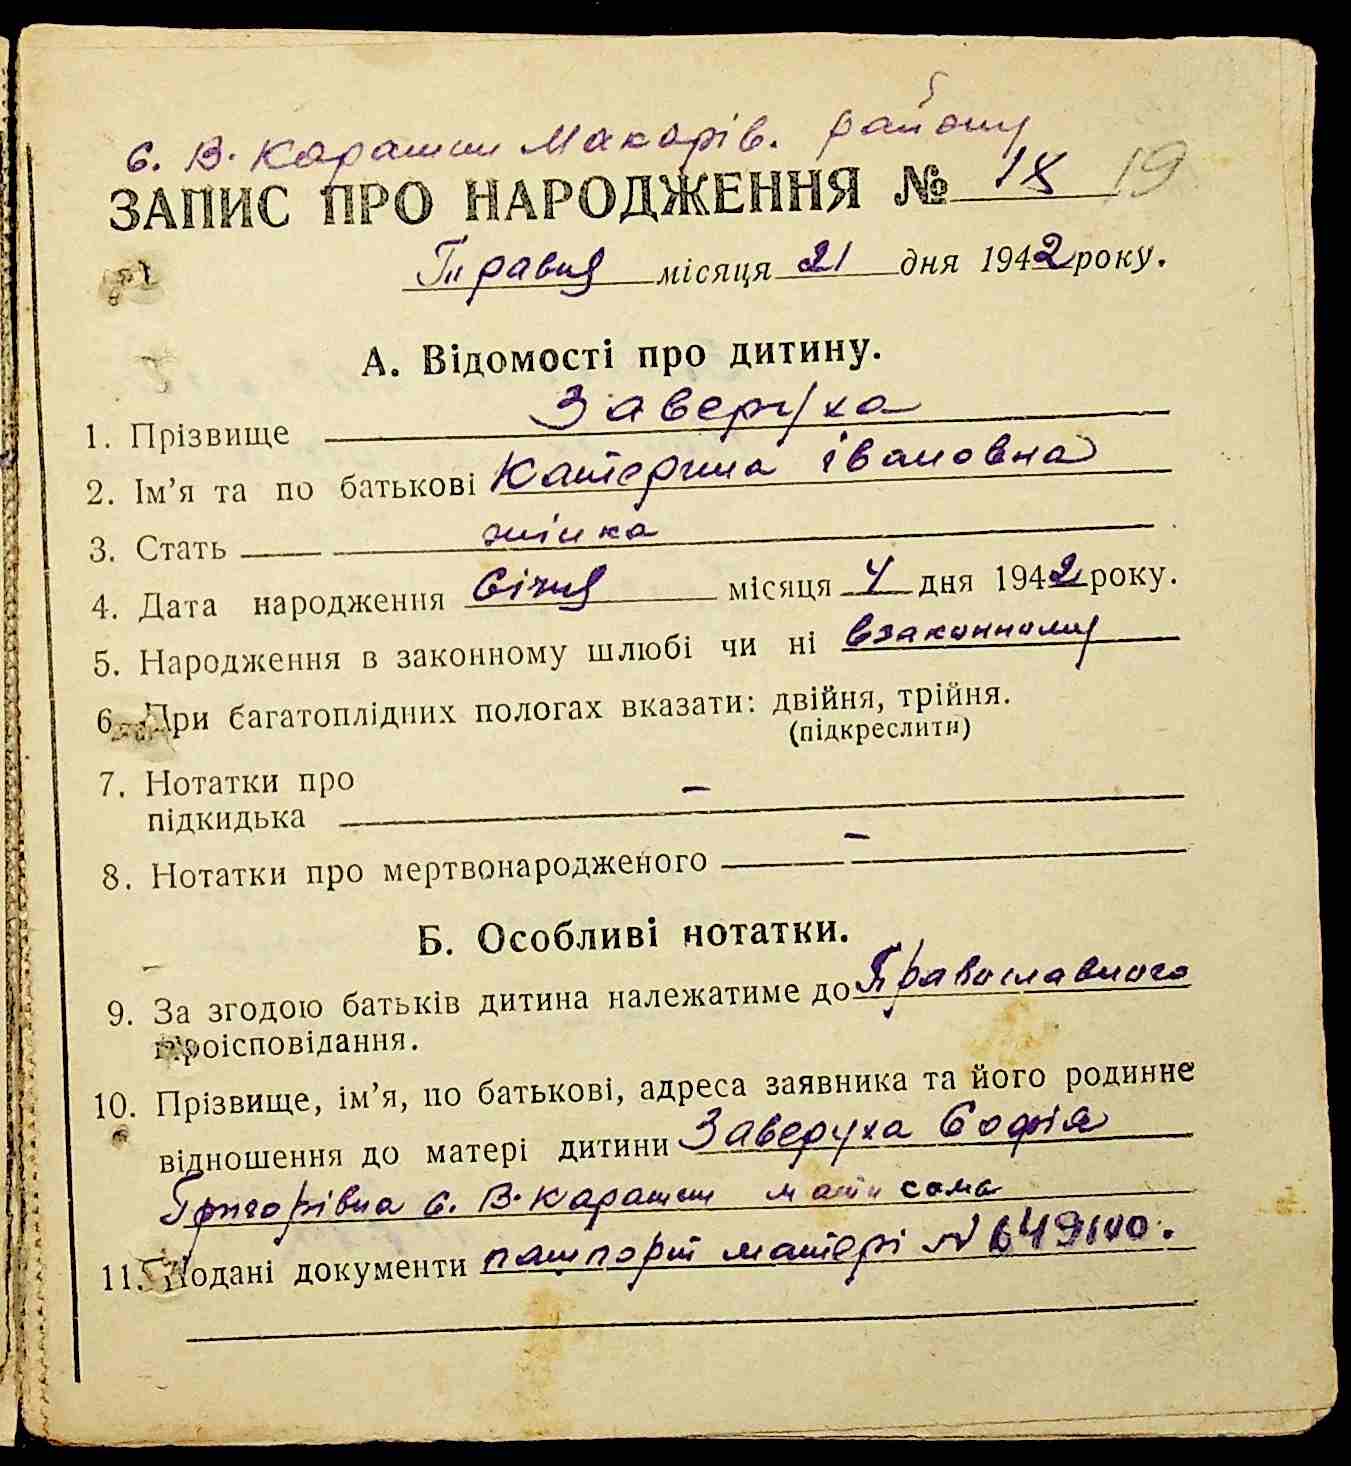 с. В. Карашин Макарів. району
ЗАПИС ПРО НАРОДЖЕННЯ № 18 19
Травня місяця 21 дня 1942 року.
А. Відомості про дитину.
1. Прізвище Заверуха
2. Ім’я та по батькові Катерина івановна
3. Стать жінка
4. Дата народження Січня місяця 4 дня 1942 року.
5. Народження в законному шлюбі чи ні взаконному
6. При багатоплідних пологах вказати: двійня, трійня.
(підкреслити)
7. Нотатки про
підкидька –
8. Нотатки про мертвонародженого –
Б. Особливі нотатки.
9. За згодою батьків дитина належатиме до Православного
віроісповідання.
10. Прізвище, ім’я, по батькові, адреса заявника та його родинне
відношення до матері дитини Заверуха Софія
Григорівна с. В. Карашин мати сама
11. Подані документи пашпорт матері № 649100.